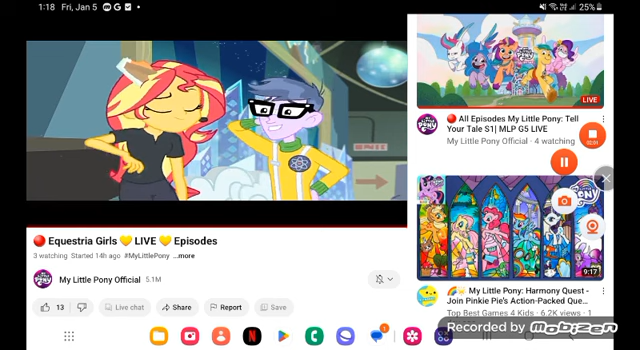 1:18 Fri, Jan 5
25%
LIVE
🔴 All Episodes My Little Pony: Tell
Your Tale S1| MLP G5 LIVE
My Little Pony Official · 4 watching
🔴 Equestria Girls 💛 LIVE 💛 Episodes
3 watching Started 14h ago #MyLittlePony ...more
My Little Pony Official 5.1M
13
Live chat
Share
Report
Save
9:17
🌈🦄 My Little Pony: Harmony Quest -
Join Pinkie Pie's Action-Packed Que...
Top Best Games 4 Kids · 6.2K views · 1
Recorded by Mobizen